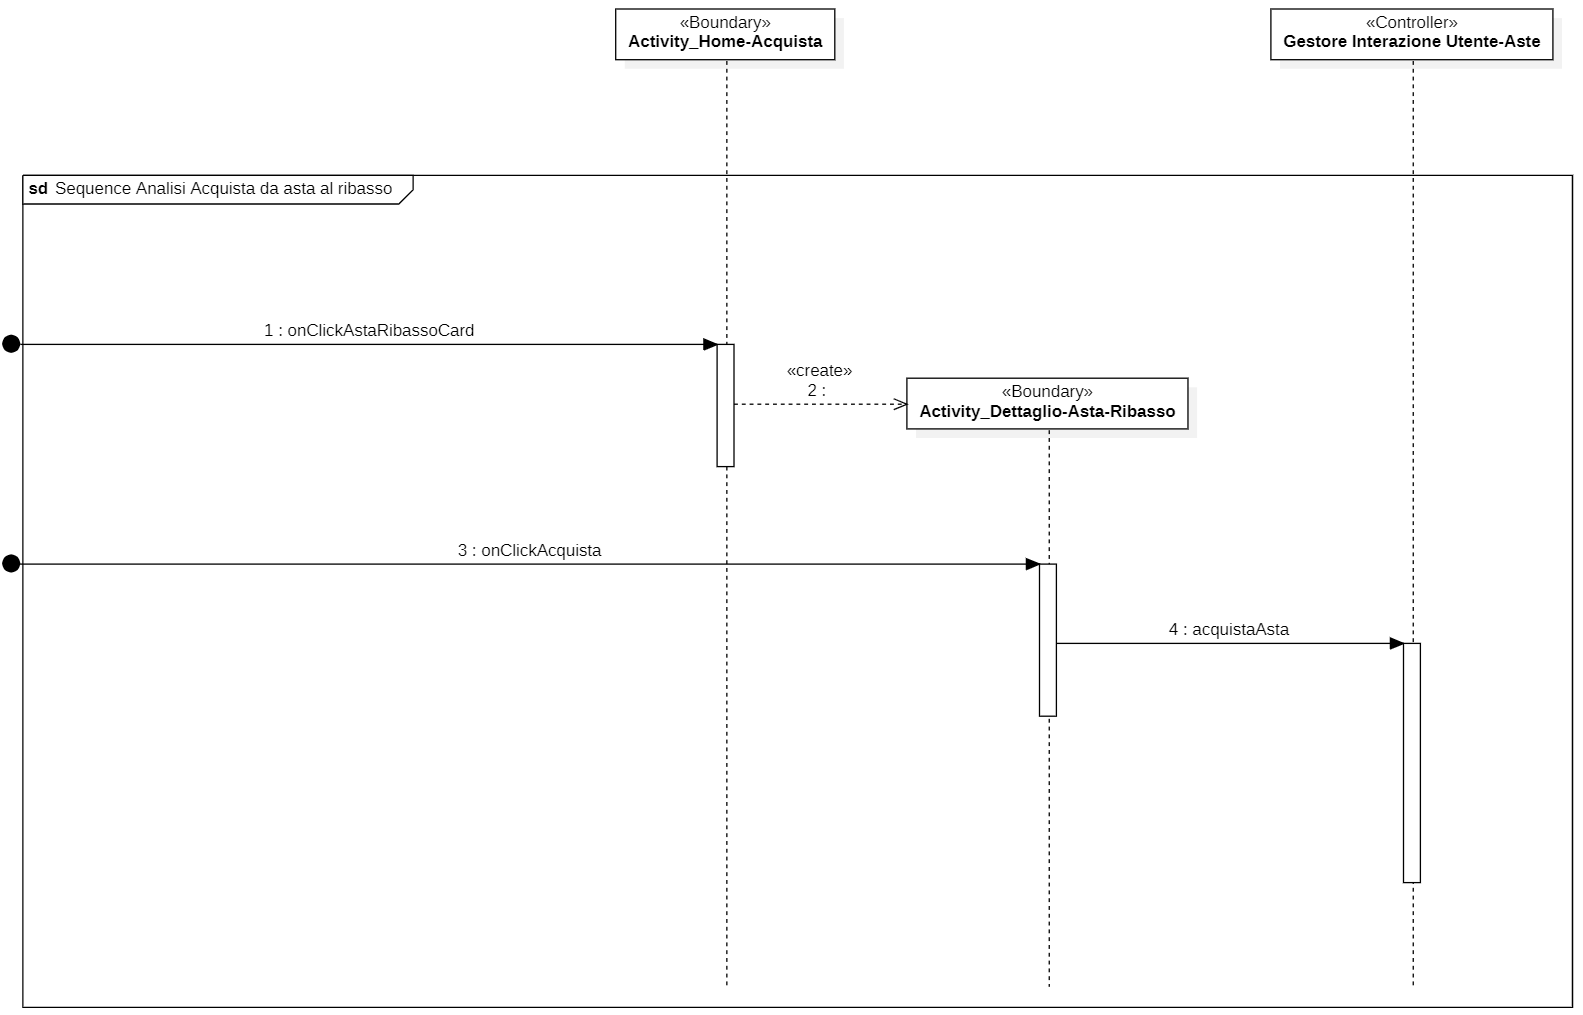 «Boundary»
Activity_Home-Acquista
«Controller»
Gestore Interazione Utente-Aste
sd Sequence Analisi Acquista da asta al ribasso
1 : onClickAstaRibassoCard
«create»
2 :
«Boundary»
Activity_Dettaglio-Asta-Ribasso
3 : onClickAcquista
4 : acquistaAsta